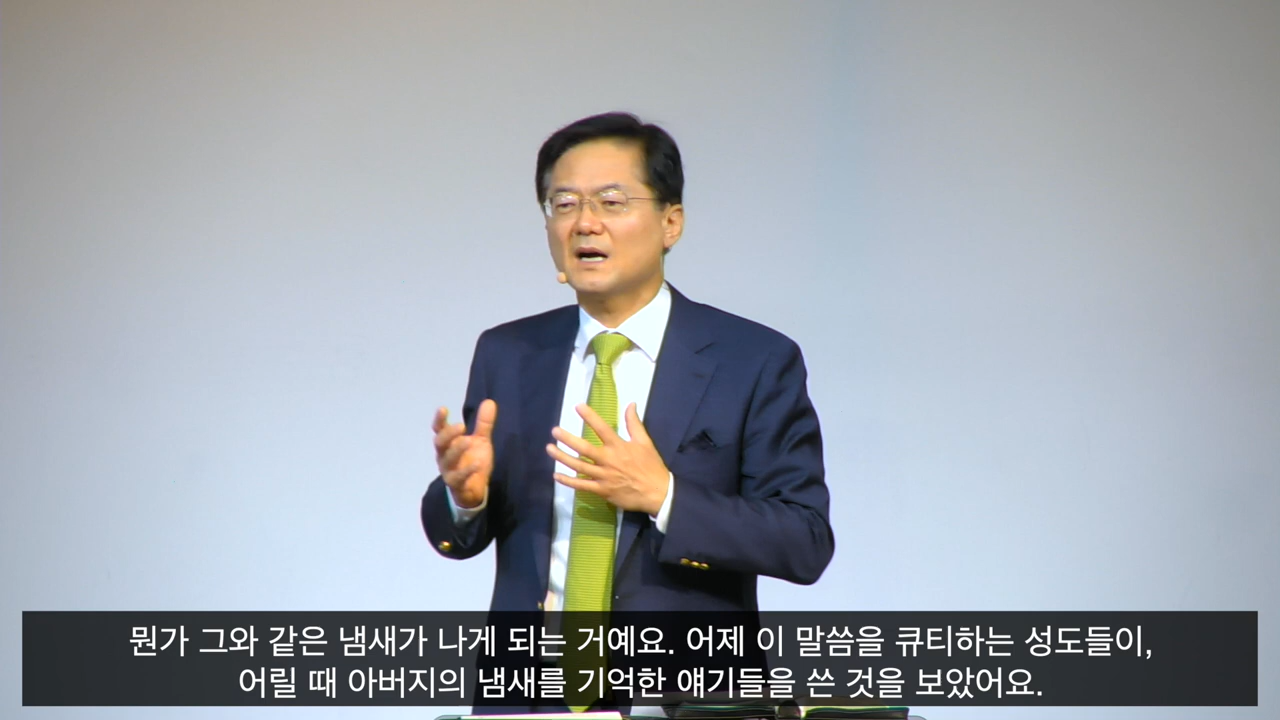 뭔가 그와 같은 냄새가 나게 되는 거예요. 어제 이 말씀을 큐티하는 성도들이,
어릴 때 아버지의 냄새를 기억한 얘기들을 쓴 것을 보았어요.